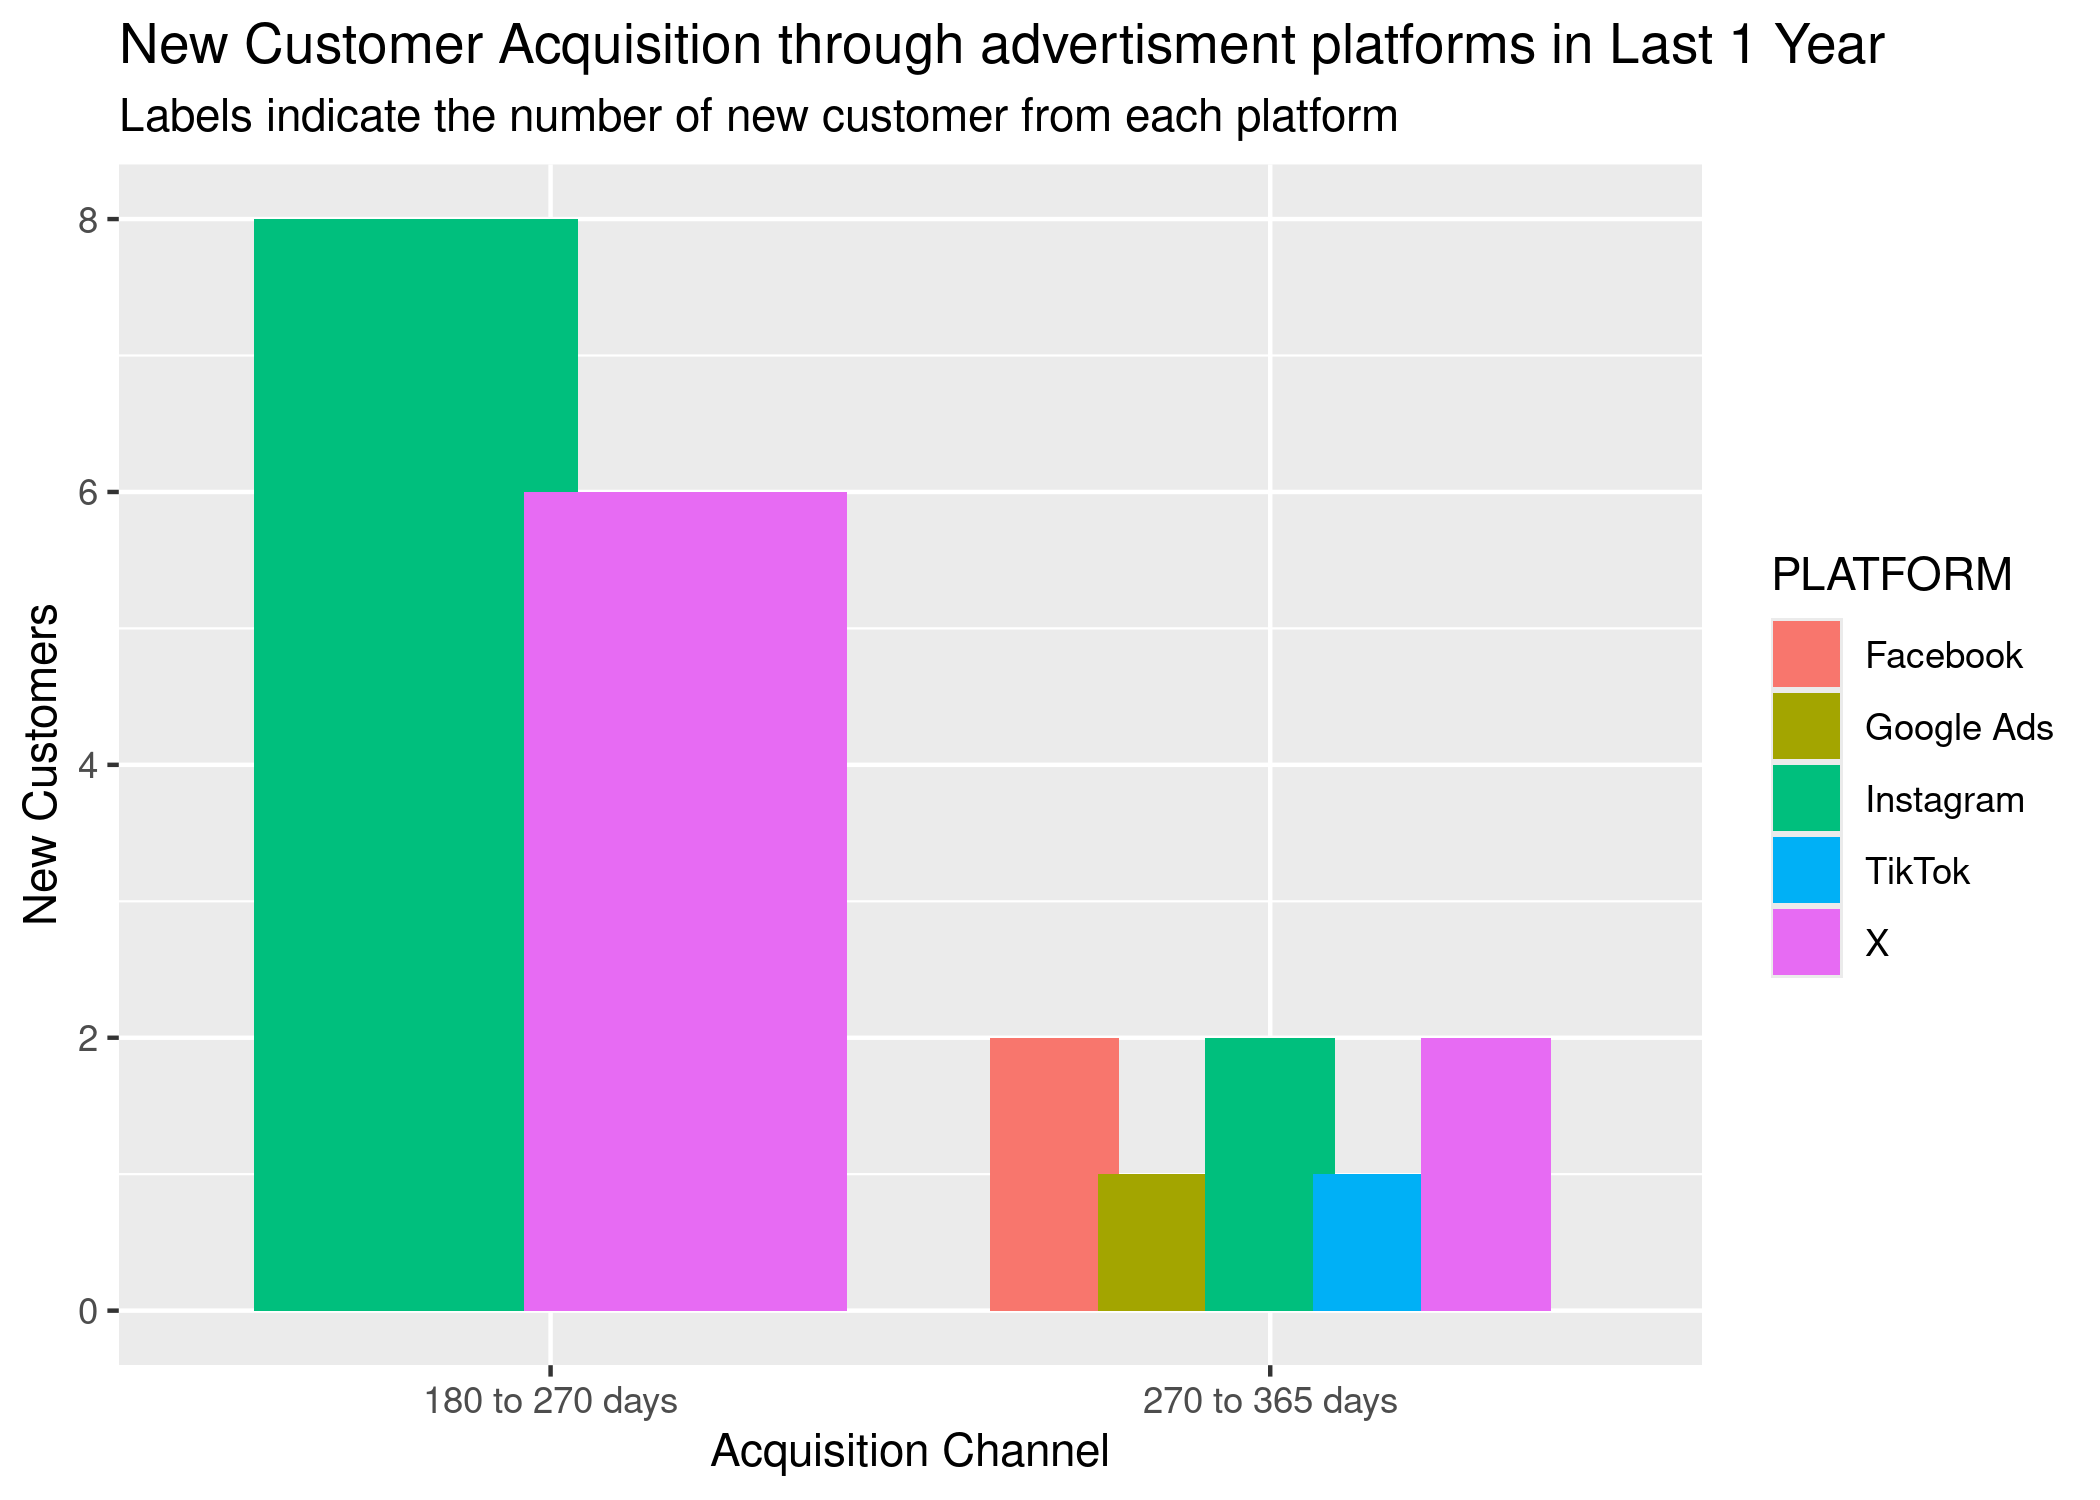 New Customer Acquisition through advertisment platforms in Last 1 Year
Labels indicate the number of new customer from each platform
New Customers
8
6
4
2
0
180 to 270 days
270 to 365 days
Acquisition Channel
PLATFORM
Facebook
Google Ads
Instagram
TikTok
X